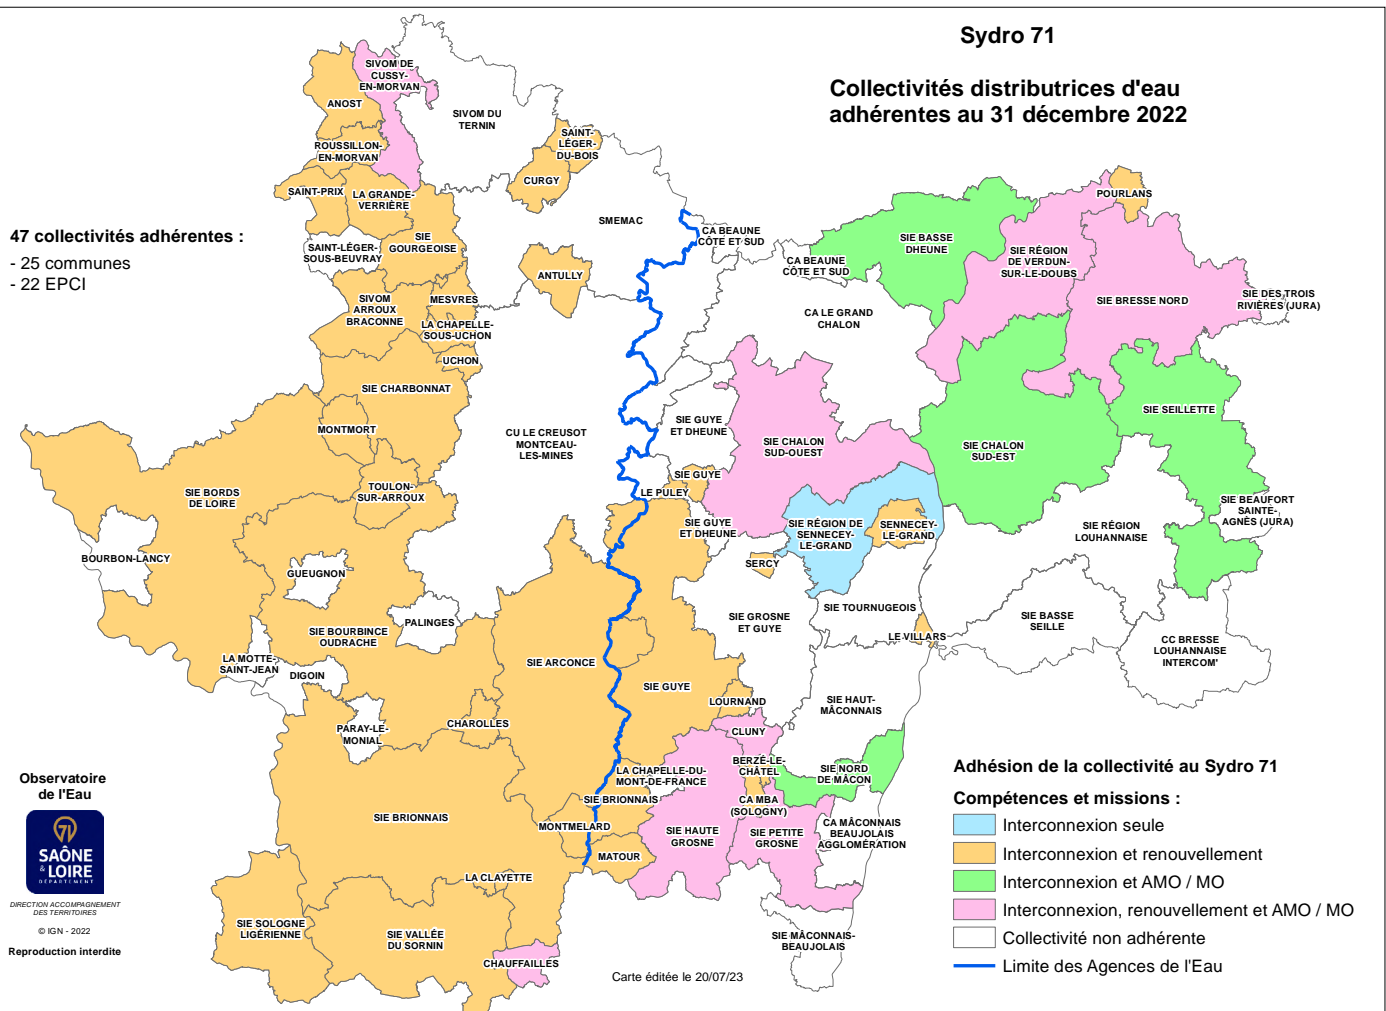 Sydro 71
Collectivités distributrices d'eau
adhérentes au 31 décembre 2022
47 collectivités adhérentes :
- 25 communes
- 22 EPCI
SIVOM DE
CUSSY-
EN-MORVAN
ANOST
SIVOM DU
TERNIN
ROUSSILLON-
EN-MORVAN
SAINT-
LÉGER-
DU-BOIS
CURGY
SAINT-PRIX
LA GRANDE-
VERRIÈRE
SMEMAC
SAINT-LÉGER-
SOUS-BEUVRAY
SIE
GOURGEOISE
ANTULLY
CA BEAUNE
CÔTE ET SUD
CA BEAUNE
CÔTE ET SUD
SIE BASSE
DHEUNE
POURLANS
SIE RÉGION
DE VERDUN-
SUR-LE-DOUBS
SIE BRESSE NORD
SIE DES TROIS
RIVIÈRES (JURA)
CA LE GRAND
CHALON
SIVOM
ARROUX
BRACONNE
MESVRES
LA CHAPELLE-
SOUS-UCHON
UCHON
SIE CHARBONNAT
MONTMORT
CU LE CREUSOT
MONTCEAU-
LES-MINES
SIE GUYE
ET DHEUNE
SIE CHALON
SUD-OUEST
SIE CHALON
SUD-EST
SIE SEILLETTE
SIE BORDS
DE LOIRE
TOULON-
SUR-ARROUX
SIE GUYE
LE PULEY
SIE GUYE
ET DHEUNE
SIE RÉGION DE
SENNECEY-
LE-GRAND
SENNECEY-
LE-GRAND
SIE RÉGION
LOUHANNAISE
SIE BEAUFORT
SAINTE-
AGNÈS (JURA)
BOURBON-LANCY
GUEUGNON
SERCY
SIE BOURBINCE
OUDRACHE
PALINGES
SIE GROSNE
ET GUYE
SIE TOURNUGEOIS
SIE BASSE
SEILLE
LE VILLARS
CC BRESSE
LOUHANNAISE
INTERCOM'
LA MOTTE-
SAINT-JEAN
DIGOIN
SIE ARCONCE
SIE GUYE
LOURNAND
SIE HAUT-
MÂCONNAIS
PARAY-LE-
MONIAL
CHAROLLES
CLUNY
BERZÉ-LE-
CHÂTEL
SIE NORD
DE MÂCON
LA CHAPELLE-DU-
MONT-DE-FRANCE
SIE BRIONNAIS
SIE BRIONNAIS
MONTMELARD
CA MBA
(SOLOGNY)
SIE HAUTE
GROSNE
SIE PETITE
GROSNE
CA MÂCONNAIS
BEAUJOLAIS
AGGLOMÉRATION
MATOUR
LA CLAYETTE
SIE SOLOGNE
LIGÉRIENNE
SIE VALLÉE
DU SORNIN
CHAUFFAILLES
SIE MÂCONNAIS-
BEAUJOLAIS
Observatoire
de l'Eau
71
SAÔNE
& LOIRE
DÉPARTEMENT
DIRECTION ACCOMPAGNEMENT
DES TERRITOIRES
© IGN - 2022
Reproduction interdite
Carte éditée le 20/07/23
Adhésion de la collectivité au Sydro 71
Compétences et missions :
Interconnexion seule
Interconnexion et renouvellement
Interconnexion et AMO / MO
Interconnexion, renouvellement et AMO / MO
Collectivité non adhérente
Limite des Agences de l'Eau